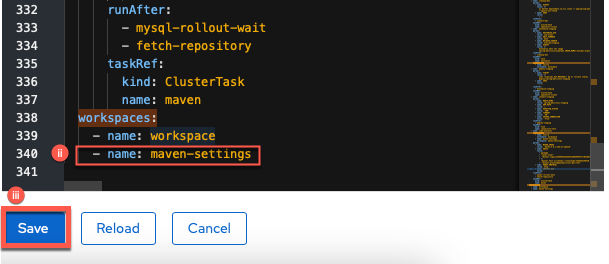 332 runAfter:
333 - mysql-rollout-wait
334 - fetch-repository
335 taskRef:
336 kind: ClusterTask
337 name: maven
338 workspaces:
339 - name: workspace
ii 340 - name: maven-settings
341
iii
Save Reload Cancel